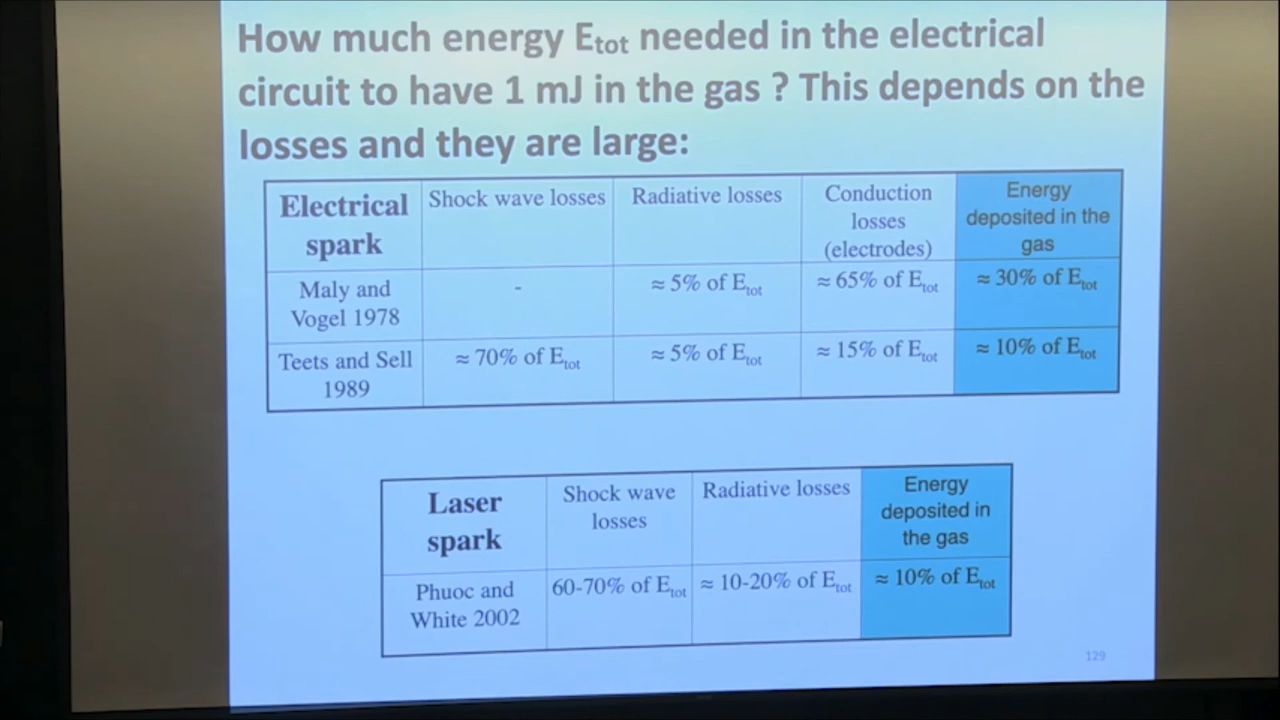 How much energy Etot needed in the electrical
circuit to have 1 mJ in the gas ? This depends on the
losses and they are large:
Electrical spark
Shock wave losses
Radiative losses
Conduction
losses
(electrodes)
Energy
deposited in the
gas
Maly and
Vogel 1978
-
≈ 5% of Etot
≈ 65% of Etot
≈ 30% of Etot
Teets and Sell
1989
≈ 70% of Etot
≈ 5% of Etot
≈ 15% of Etot
≈ 10% of Etot
Laser
spark
Shock wave
losses
Radiative losses
Energy
deposited in
the gas
Phuoc and
White 2002
60-70% of Etot
≈ 10-20% of Etot
≈ 10% of Etot
129